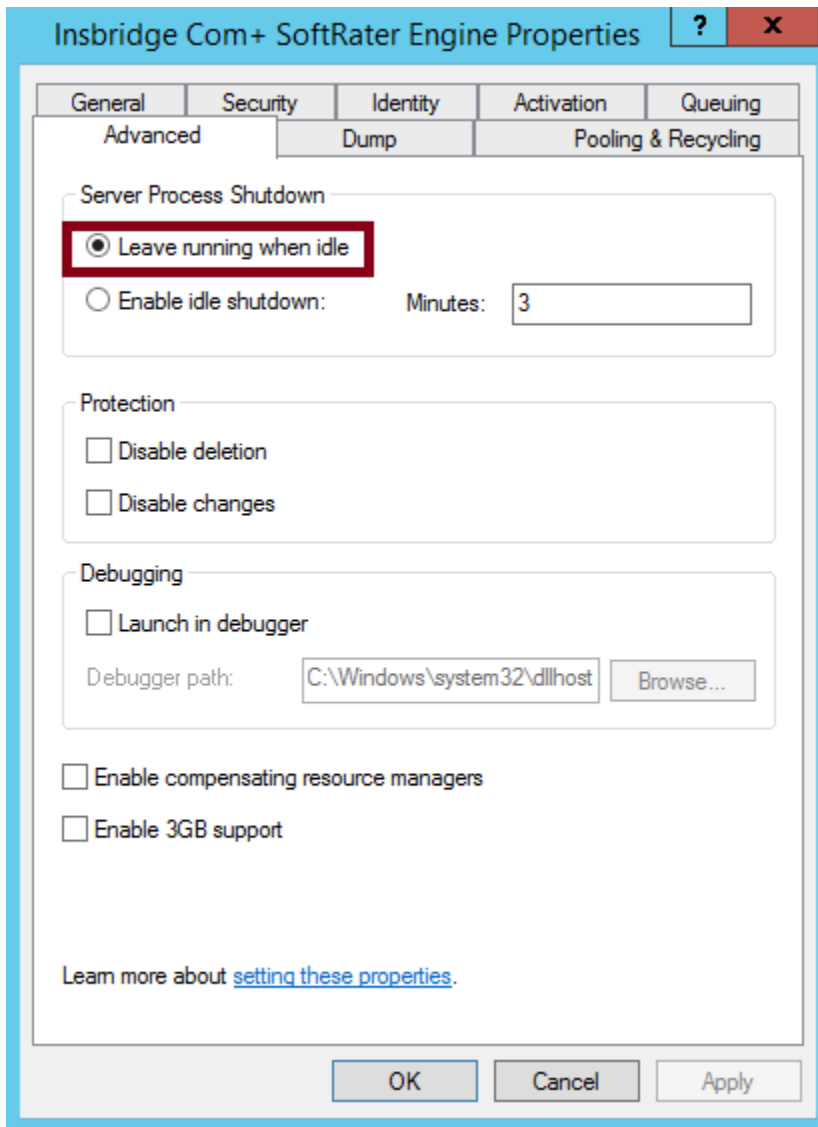 Insbridge Com+ SoftRater Engine Properties ? x
General Security Identity Activation Queuing
Advanced Dump Pooling & Recycling
Server Process Shutdown
Leave running when idle
Enable idle shutdown: Minutes: 3
Protection
Disable deletion
Disable changes
Debugging
Launch in debugger
Debugger path: C:\Windows\system32\dllhost Browse...
Enable compensating resource managers
Enable 3GB support
Learn more about setting these properties.
OK Cancel Apply